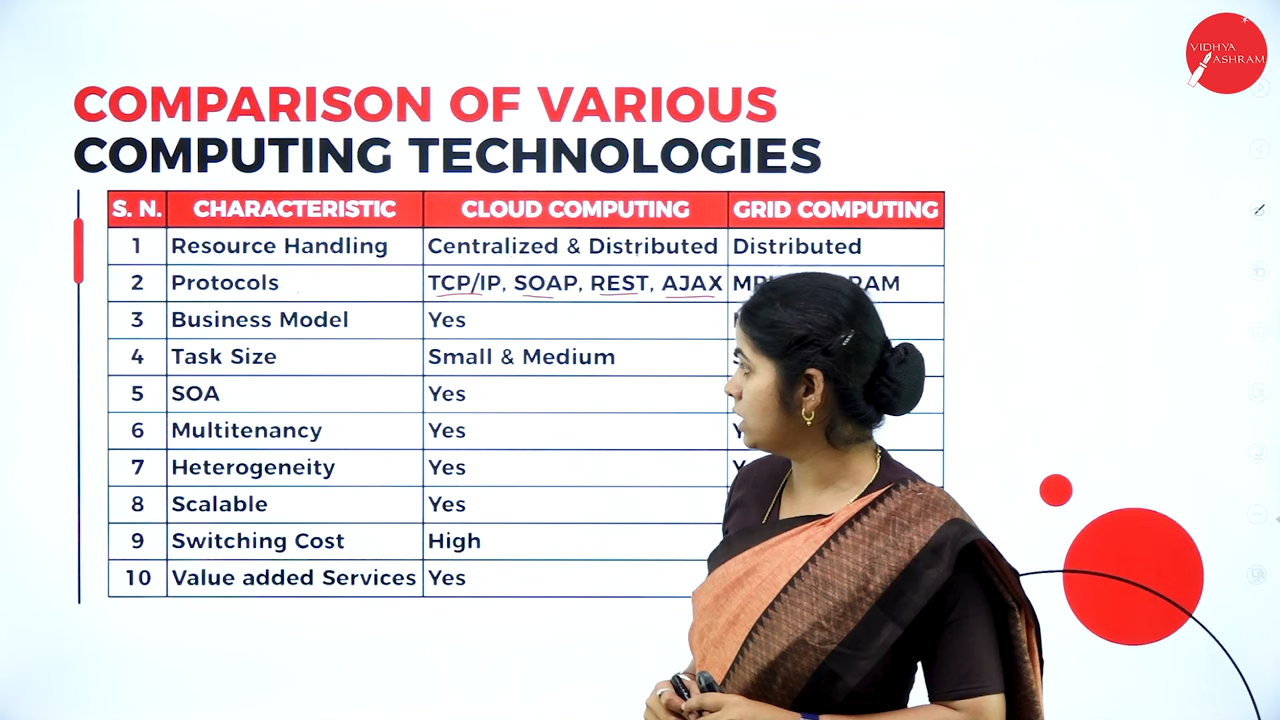 VIDHYA
ASHRAM
COMPARISON OF VARIOUS
COMPUTING TECHNOLOGIES
S. N. CHARACTERISTIC CLOUD COMPUTING GRID COMPUTING
1 Resource Handling Centralized & Distributed Distributed
2 Protocols TCP/IP, SOAP, REST, AJAX
3 Business Model Yes
4 Task Size Small & Medium
5 SOA Yes
6 Multitenancy Yes
7 Heterogeneity Yes
8 Scalable Yes
9 Switching Cost High
10 Value added Services Yes